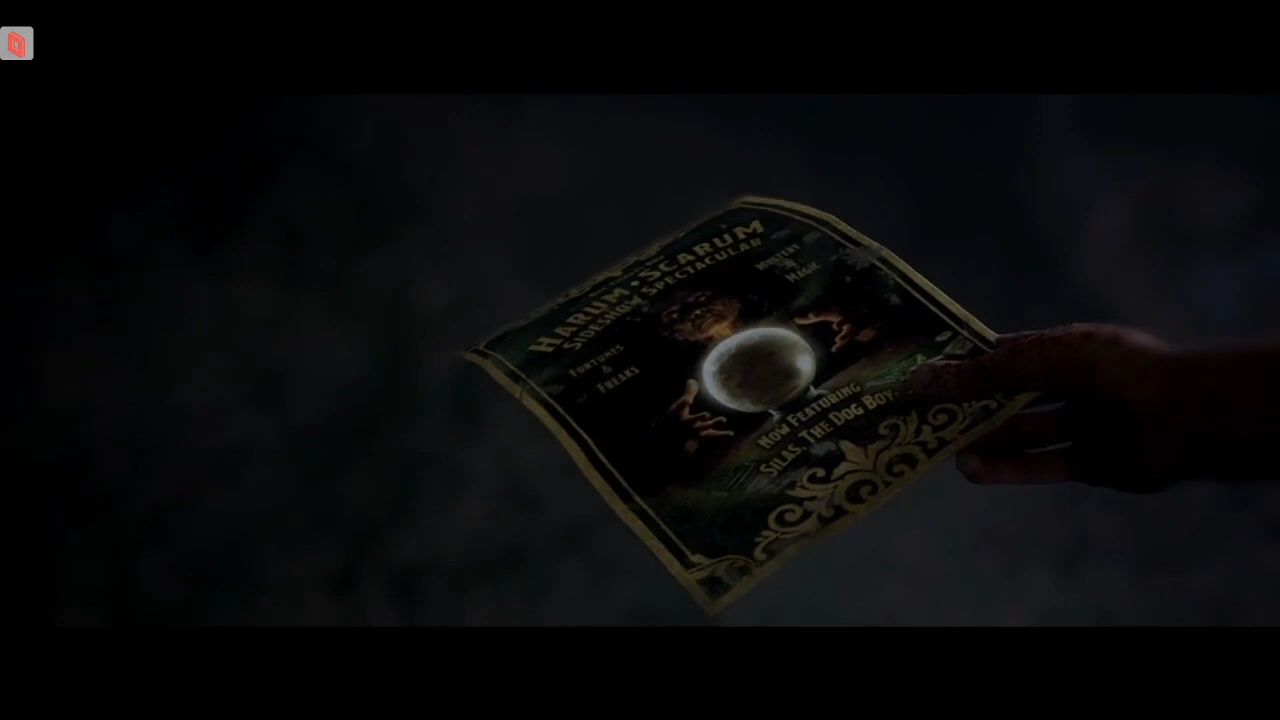 HARUM • SCARUM
SIDESHOW SPECTACULAR
MYSTERY
MAGIC
FORTUNES
&
FREAKS
NOW FEATURING
SILAS, THE DOG BOY